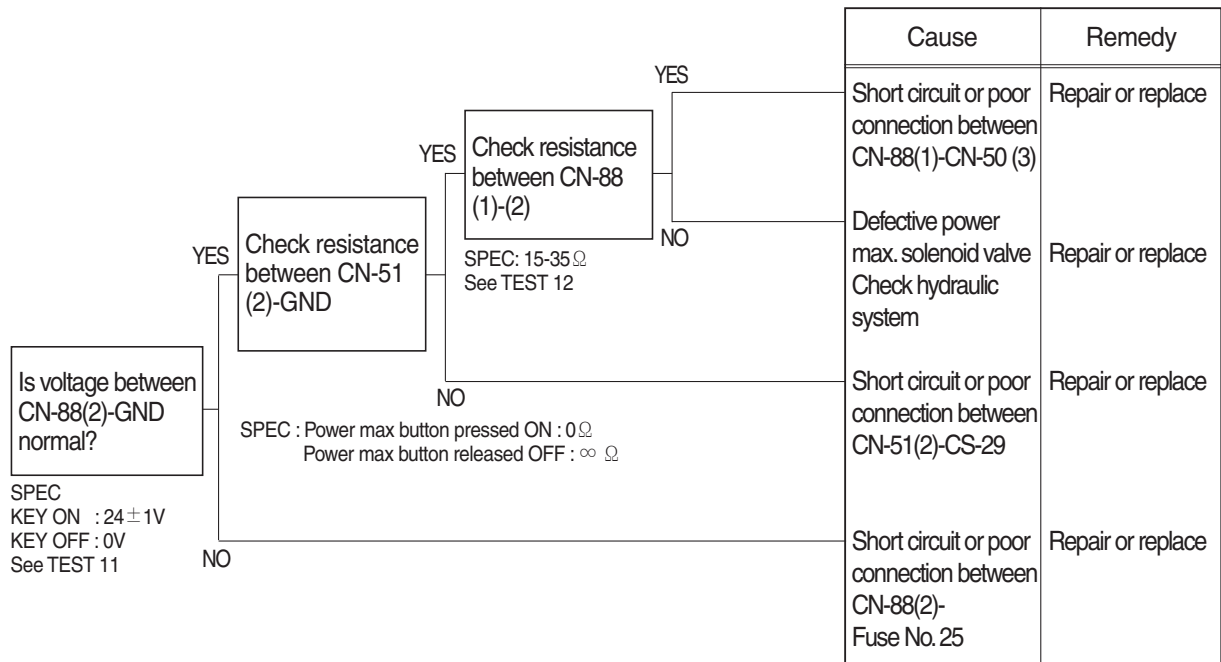 Cause
Remedy
YES
Short circuit or poor
connection between
CN-88(1)-CN-50 (3)
Repair or replace
YES
Check resistance
between CN-88
(1)-(2)
NO
SPEC: 15-35Ω
See TEST 12
Defective power
max. solenoid valve
Check hydraulic
system
Repair or replace
YES
Check resistance
between CN-51
(2)-GND
NO
SPEC : Power max button pressed ON : 0Ω
Power max button released OFF : ∞ Ω
Short circuit or poor
connection between
CN-51(2)-CS-29
Repair or replace
Is voltage between
CN-88(2)-GND
normal?
SPEC
KEY ON : 24±1V
KEY OFF : 0V
See TEST 11
NO
Short circuit or poor
connection between
CN-88(2)-
Fuse No. 25
Repair or replace